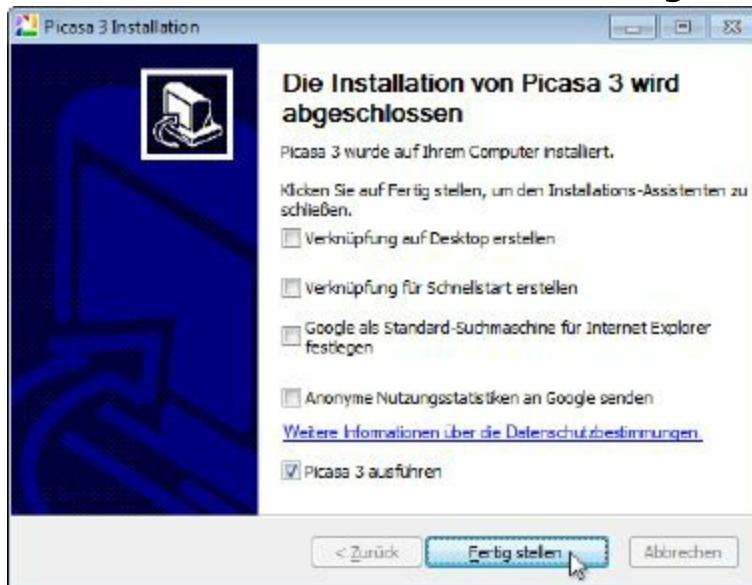 Picasa 3 Installation
Die Installation von Picasa 3 wird
abgeschlossen
Picasa 3 wurde auf Ihrem Computer installiert.
Klicken Sie auf Fertig stellen, um den Installations-Assistenten zu
schließen.
Verknüpfung auf Desktop erstellen
Verknüpfung für Schnellstart erstellen
Google als Standard-Suchmaschine für Internet Explorer
festlegen
Anonyme Nutzungsstatistiken an Google senden
Weitere Informationen über die Datenschutzbestimmungen
Picasa 3 ausführen
< Zurück
Fertig stellen
Abbrechen